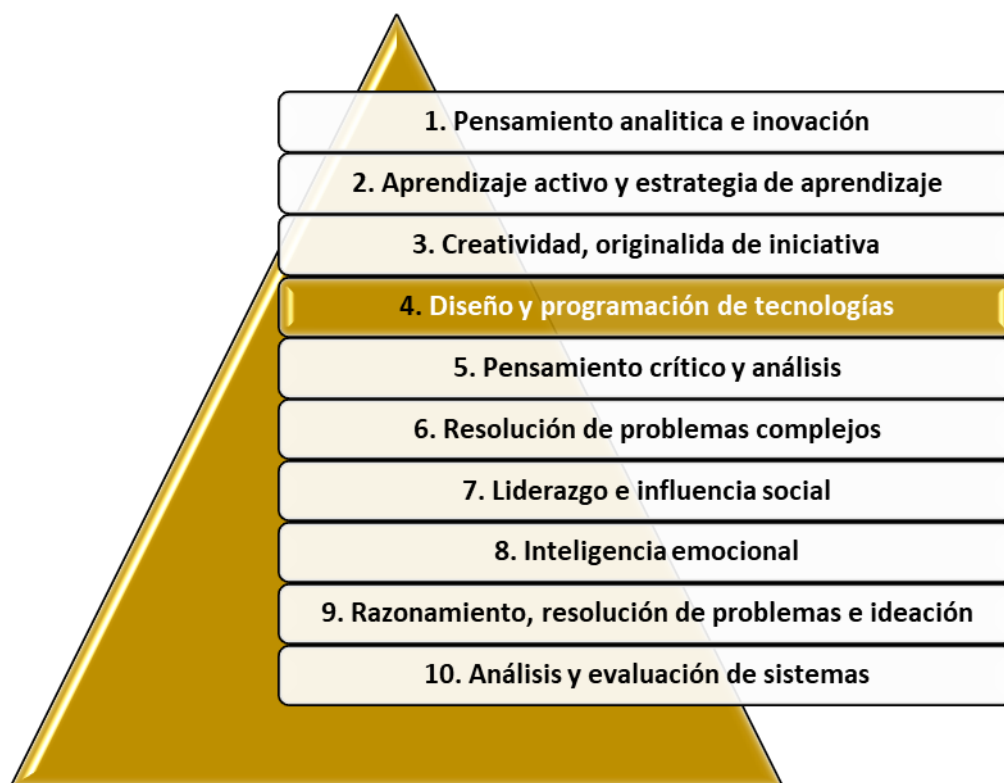 1. Pensamiento analitica e inovación
2. Aprendizaje activo y estrategia de aprendizaje
3. Creatividad, originalida de iniciativa
4. Diseño y programación de tecnologías
5. Pensamiento crítico y análisis
6. Resolución de problemas complejos
7. Liderazgo e influencia social
8. Inteligencia emocional
9. Razonamiento, resolución de problemas e ideación
10. Análisis y evaluación de sistemas